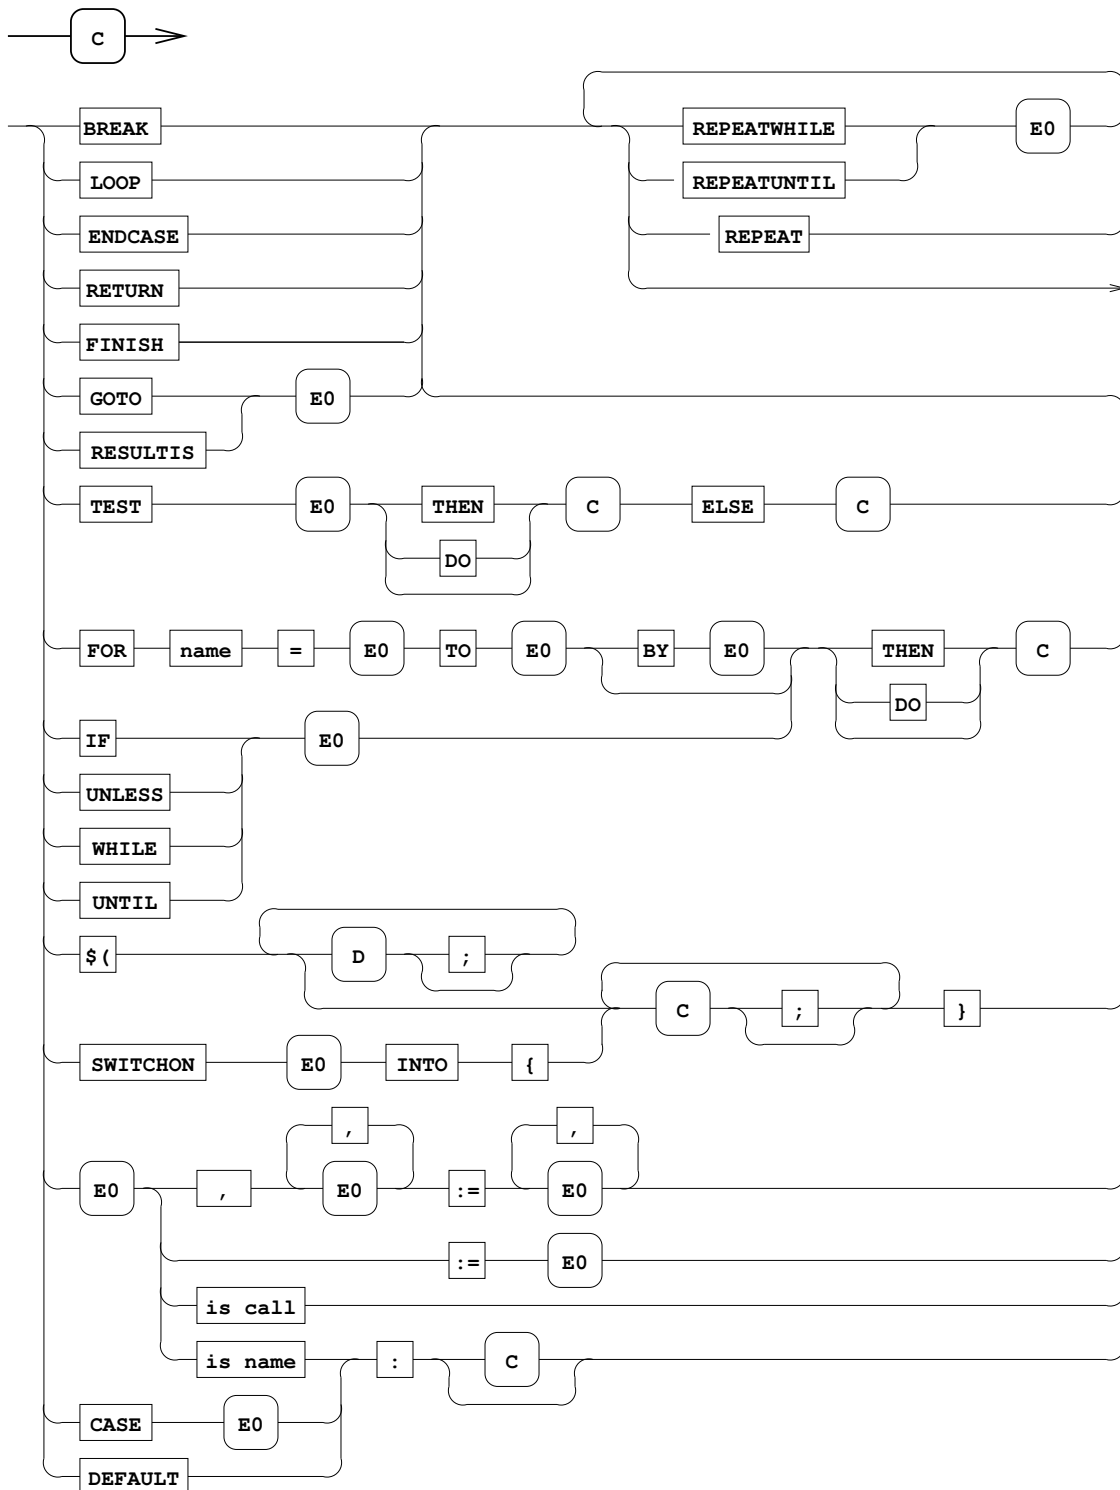 C
BREAK REPEATWHILE E0
LOOP REPEATUNTIL
ENDCASE REPEAT
RETURN
FINISH
GOTO E0
RESULTIS
TEST E0 THEN C ELSE C
DO
FOR name = E0 TO E0 BY E0 THEN C
DO
IF E0
UNLESS
WHILE
UNTIL
$( D ;
C ; }
SWITCHON E0 INTO {
, ,
E0 , E0 := E0
:= E0
is call
is name : C
CASE E0
DEFAULT